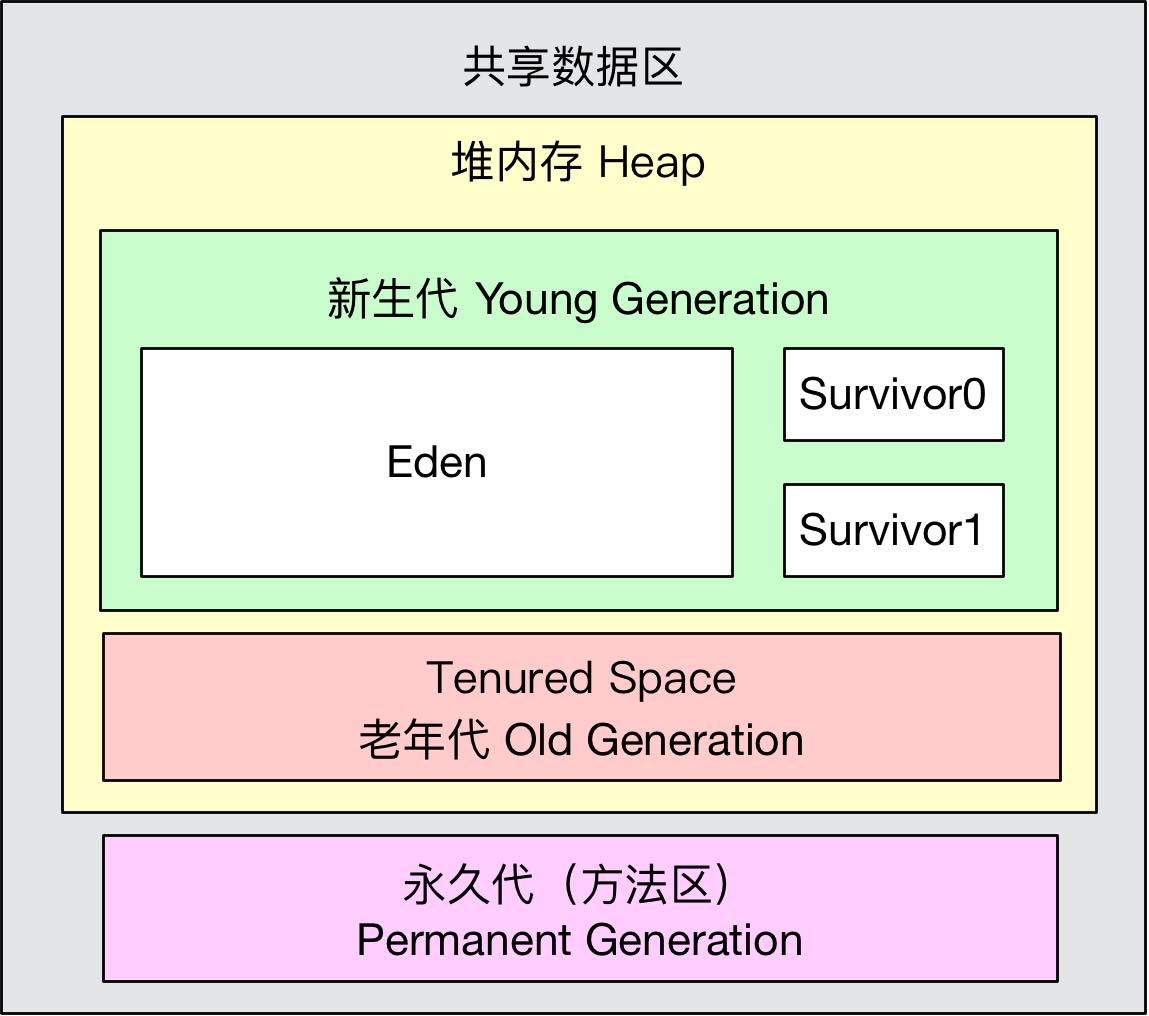 共享数据区
堆内存 Heap
新生代 Young Generation
Eden
Survivor0
Survivor1
Tenured Space
老年代 Old Generation
永久代（方法区）
Permanent Generation